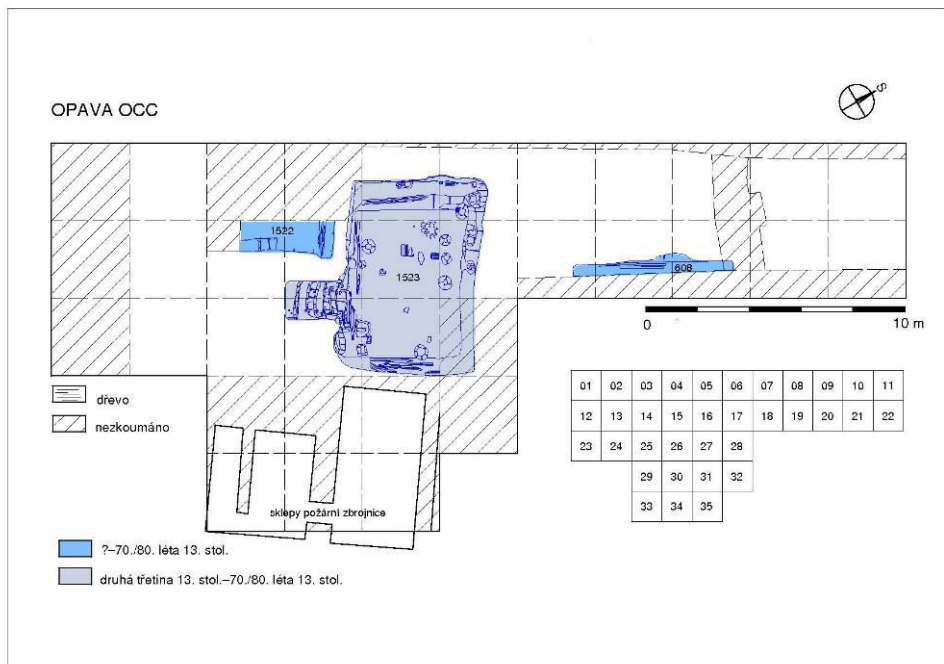 OPAVA OCC
S
1522
1523
608
0 10 m
dřevo
nezkoumáno
sklepy požární zbrojnice
01 02 03 04 05 06 07 08 09 10 11
12 13 14 15 16 17 18 19 20 21 22
23 24 25 26 27 28
29 30 31 32
33 34 35
?–70./80. léta 13. stol.
druhá třetina 13. stol.–70./80. léta 13. stol.